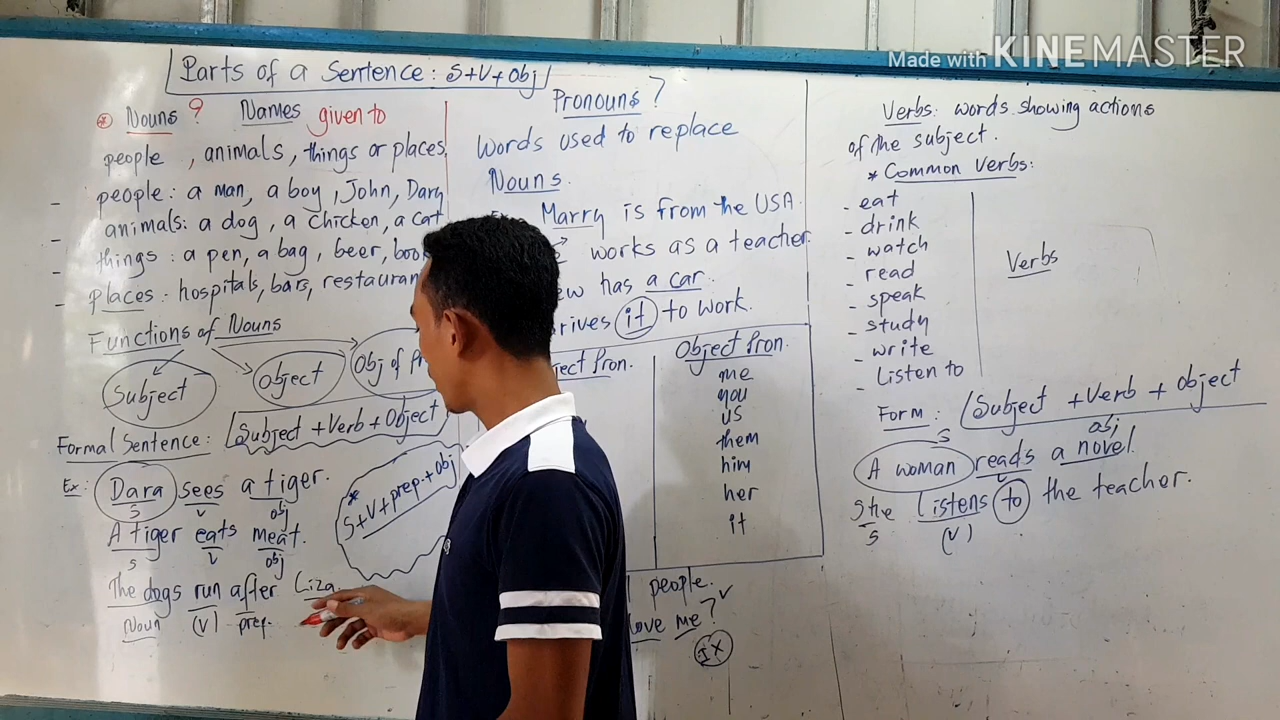 Made with KINEMASTER
Parts of a Sentence: S+V+Obj
Nouns? Names given to
people, animals, things or places.
- people: a man, a boy, John, Dary
- animals: a dog, a chicken, a cat
- things: a pen, a bag, beer,
- places: hospitals, bars,
Functions of Nouns
Subject
Object
Obj of
Formal Sentence: Subject + Verb + Object
Ex: Dara sees a tiger.
S V obj
A tiger eats meat.
S V obj
The dogs run after Liza.
Noun (V) prep.
* S+V+prep+obj
Pronouns?
Words used to replace
Nouns.
Marry is from the USA.
works as a teacher.
has a car.
it to work.
Pron.
Object Pron.
me
you
us
them
him
her
it
people.
me? ✓
I X
Verbs: words showing actions
of the subject.
* Common Verbs:
- eat
- drink
- watch
- read
- speak
- study
- write
- Listen to
Verbs
Form: Subject + Verb + Object
S obj
A woman reads a novel.
V
She listens to the teacher.
S (V)